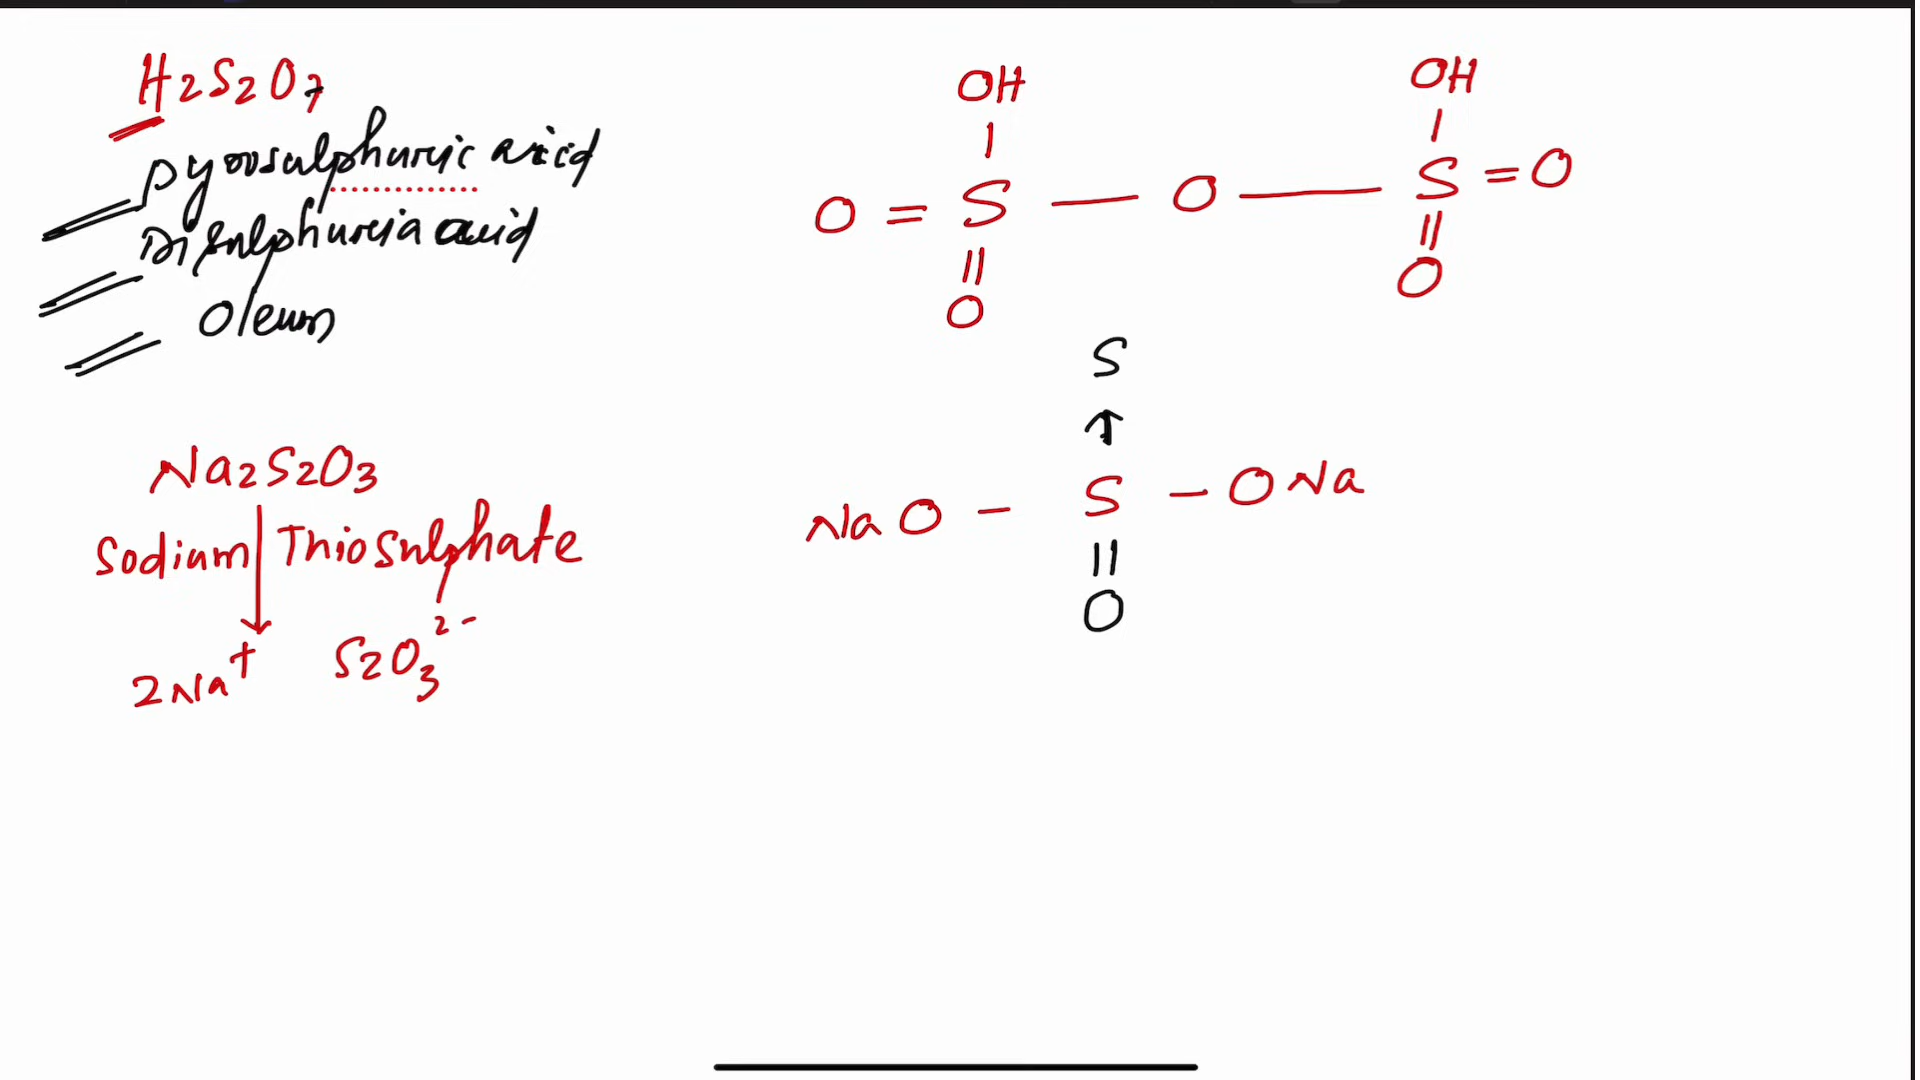 H2S2O7
pyrosulphuric acid
Disulphuric acid
Oleum
OH
OH
O = S — O — S = O
O
O
S
Na2S2O3
NaO - S - ONa
Sodium Thiosulphate
O
2Na+ S2O3 2-